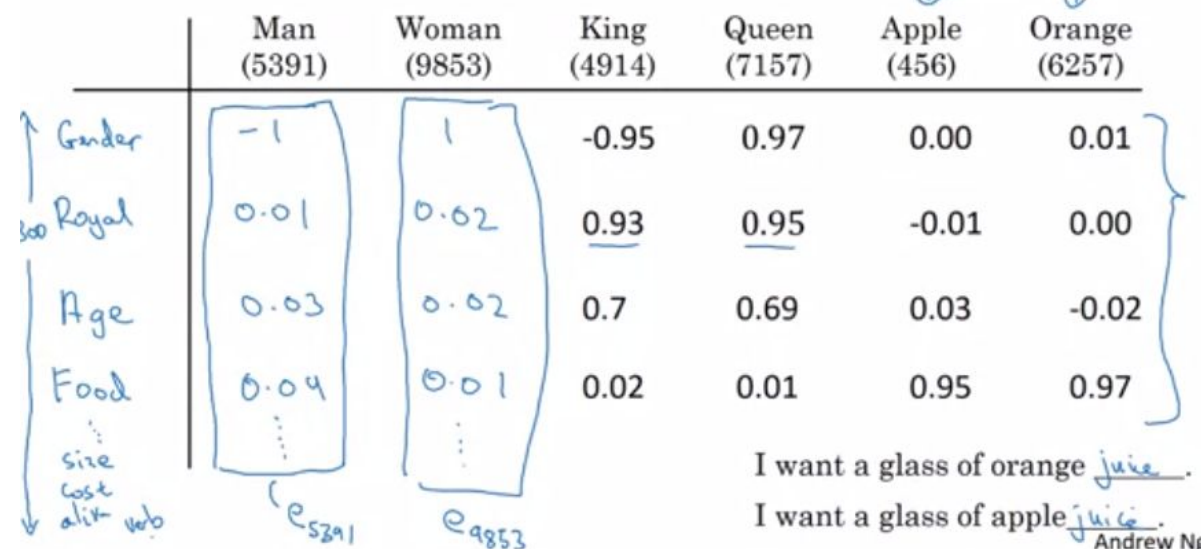 Man Woman King Queen Apple Orange
(5391) (9853) (4914) (7157) (456) (6257)
Gender -1 1 -0.95 0.97 0.00 0.01
300 Royal 0.01 0.02 0.93 0.95 -0.01 0.00
Age 0.03 0.02 0.7 0.69 0.03 -0.02
Food 0.04 0.01 0.02 0.01 0.95 0.97
size
cost
alive verb
e5391 e9853
I want a glass of orange juice.
I want a glass of apple juice.
Andrew